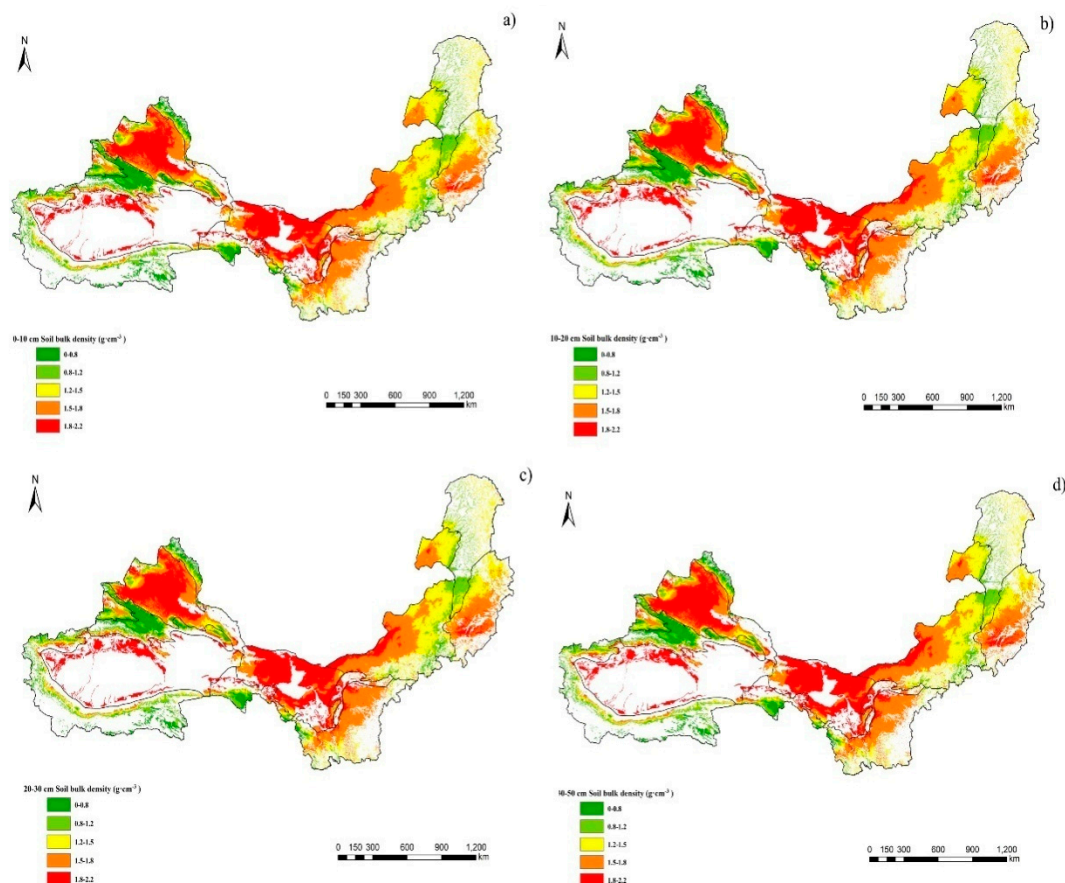 a)
N
0-10 cm Soil bulk density (g·cm⁻³ )
0-0.8
0.8-1.2
1.2-1.5
1.5-1.8
1.8-2.2
0 150 300 600 900 1,200
km
b)
N
10-20 cm Soil bulk density (g·cm⁻³ )
0-0.8
0.8-1.2
1.2-1.5
1.5-1.8
1.8-2.2
0 150 300 600 900 1,200
km
c)
N
20-30 cm Soil bulk density (g·cm⁻³ )
0-0.8
0.8-1.2
1.2-1.5
1.5-1.8
1.8-2.2
0 150 300 600 900 1,200
km
d)
N
0-50 cm Soil bulk density (g·cm⁻³ )
0-0.8
0.8-1.2
1.2-1.5
1.5-1.8
1.8-2.2
0 150 300 600 900 1,200
km